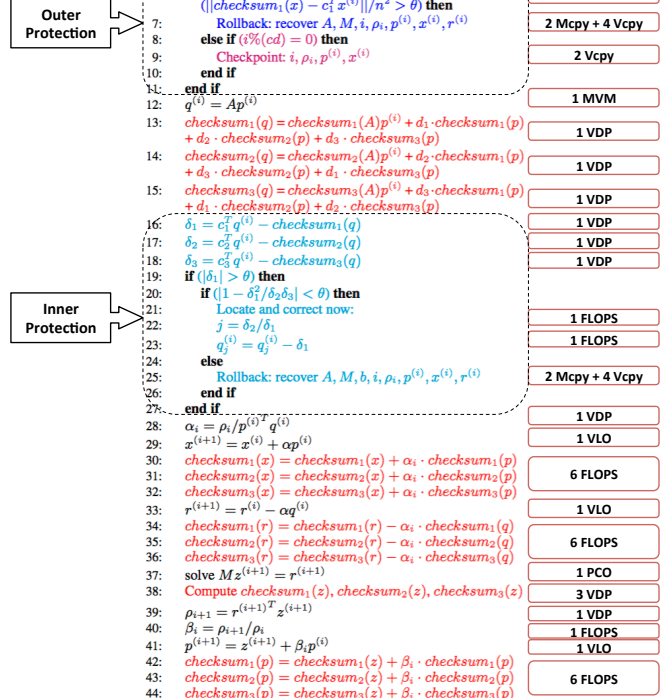 (||checksum₁(x) − c₁ᵀx⁽ⁱ⁾||/n² > θ) then
Outer Protection
7: Rollback: recover A, M, i, ρᵢ, p⁽ⁱ⁾, x⁽ⁱ⁾, r⁽ⁱ⁾ 2 Mcpy + 4 Vcpy
8: else if (i%(cd) = 0) then
9: Checkpoint: i, ρᵢ, p⁽ⁱ⁾, x⁽ⁱ⁾ 2 Vcpy
10: end if
11: end if
12: q⁽ⁱ⁾ = Ap⁽ⁱ⁾ 1 MVM
13: checksum₁(q) = checksum₁(A)p⁽ⁱ⁾ + d₁·checksum₁(p)
+ d₂ · checksum₂(p) + d₃ · checksum₃(p) 1 VDP
14: checksum₂(q) = checksum₂(A)p⁽ⁱ⁾ + d₂·checksum₁(p)
+ d₃ · checksum₂(p) + d₁ · checksum₃(p) 1 VDP
15: checksum₃(q) = checksum₃(A)p⁽ⁱ⁾ + d₃·checksum₁(p)
+ d₁ · checksum₂(p) + d₂ · checksum₃(p) 1 VDP
16: δ₁ = c₁ᵀq⁽ⁱ⁾ − checksum₁(q) 1 VDP
17: δ₂ = c₂ᵀq⁽ⁱ⁾ − checksum₂(q) 1 VDP
18: δ₃ = c₃ᵀq⁽ⁱ⁾ − checksum₃(q) 1 VDP
19: if (|δ₁| > θ) then
20: if (|1 − δ₁²/δ₂δ₃| < θ) then
Inner Protection
21: Locate and correct now:
22: j = δ₂/δ₁ 1 FLOPS
23: qⱼ⁽ⁱ⁾ = qⱼ⁽ⁱ⁾ − δ₁ 1 FLOPS
24: else
25: Rollback: recover A, M, b, i, ρᵢ, p⁽ⁱ⁾, x⁽ⁱ⁾, r⁽ⁱ⁾ 2 Mcpy + 4 Vcpy
26: end if
27: end if
28: αᵢ = ρᵢ/p⁽ⁱ⁾ᵀq⁽ⁱ⁾ 1 VDP
29: x⁽ⁱ⁺¹⁾ = x⁽ⁱ⁾ + αp⁽ⁱ⁾ 1 VLO
30: checksum₁(x) = checksum₁(x) + αᵢ · checksum₁(p)
31: checksum₂(x) = checksum₂(x) + αᵢ · checksum₂(p) 6 FLOPS
32: checksum₃(x) = checksum₃(x) + αᵢ · checksum₃(p)
33: r⁽ⁱ⁺¹⁾ = r⁽ⁱ⁾ − αq⁽ⁱ⁾ 1 VLO
34: checksum₁(r) = checksum₁(r) − αᵢ · checksum₁(q)
35: checksum₂(r) = checksum₂(r) − αᵢ · checksum₂(q) 6 FLOPS
36: checksum₃(r) = checksum₃(r) − αᵢ · checksum₃(q)
37: solve Mz⁽ⁱ⁺¹⁾ = r⁽ⁱ⁺¹⁾ 1 PCO
38: Compute checksum₁(z), checksum₂(z), checksum₃(z) 3 VDP
39: ρᵢ₊₁ = r⁽ⁱ⁺¹⁾ᵀz⁽ⁱ⁺¹⁾ 1 VDP
40: βᵢ = ρᵢ₊₁/ρᵢ 1 FLOPS
41: p⁽ⁱ⁺¹⁾ = z⁽ⁱ⁺¹⁾ + βᵢp⁽ⁱ⁾ 1 VLO
42: checksum₁(p) = checksum₁(z) + βᵢ · checksum₁(p)
43: checksum₂(p) = checksum₂(z) + βᵢ · checksum₂(p) 6 FLOPS
44: checksum₃(p) = checksum₃(z) + βᵢ · checksum₃(p)